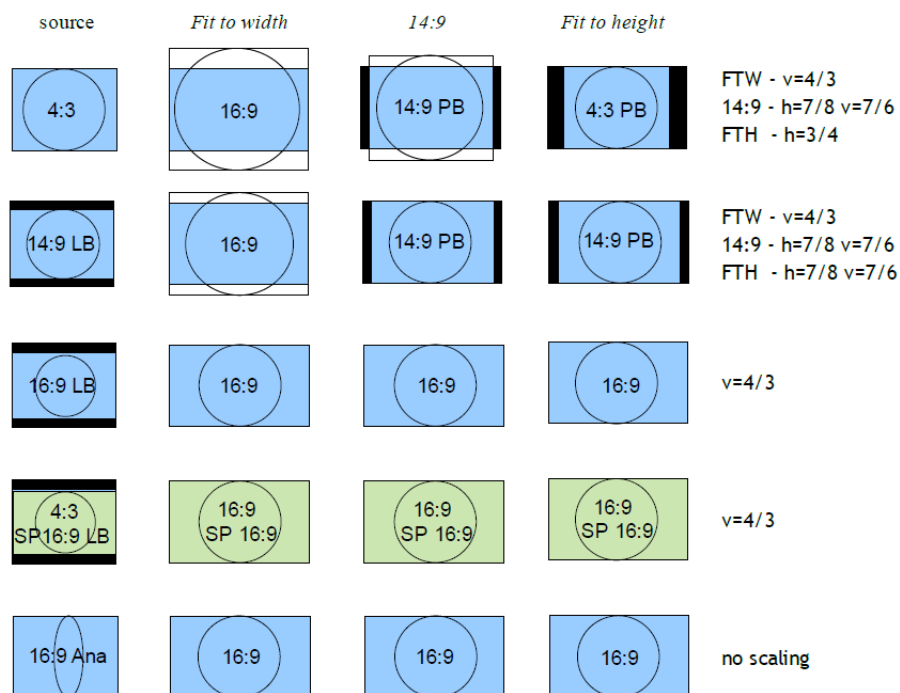 source Fit to width 14:9 Fit to height
4:3 16:9 14:9 PB 4:3 PB
FTW - v=4/3
14:9 - h=7/8 v=7/6
FTH - h=3/4
14:9 LB 16:9 14:9 PB 14:9 PB
FTW - v=4/3
14:9 - h=7/8 v=7/6
FTH - h=7/8 v=7/6
16:9 LB 16:9 16:9 16:9 v=4/3
4:3 16:9 16:9 16:9
SP16:9 LB SP 16:9 SP 16:9 SP 16:9
v=4/3
16:9 Ana 16:9 16:9 16:9 no scaling